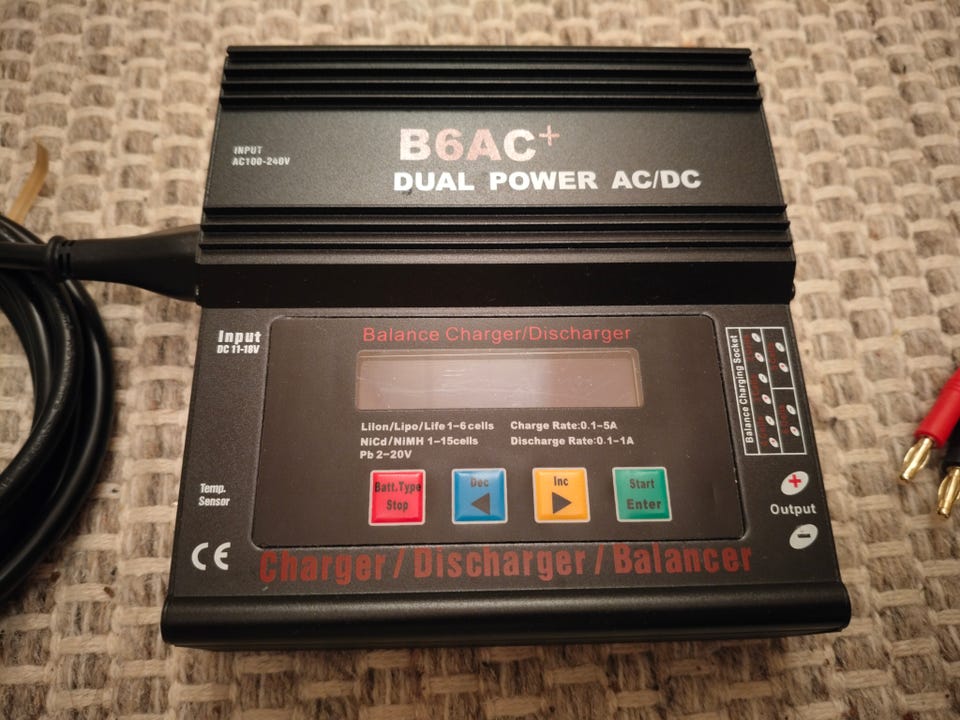 INPUT
AC100-240V
B6AC+
DUAL POWER AC/DC
Input
DC 11-18V
Balance Charger/Discharger
LiIon/Lipo/Life 1-6cells
NiCd/NiMH 1-15cells
Pb 2-20V
Charge Rate:0.1-5A
Discharge Rate:0.1-1A
Balance Charging Socket
Temp.
Sensor
Batt.Type
Stop
Dec
Inc
Start
Enter
+
Output
-
CE
Charger / Discharger / Balancer